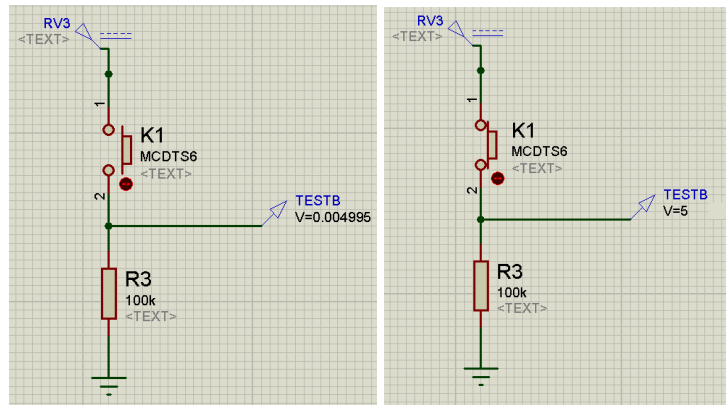 RV3
<TEXT>
1
K1
MCDTS6
<TEXT>
2
TESTB
V=0.004995
R3
100k
<TEXT>
RV3
<TEXT>
1
K1
MCDTS6
<TEXT>
2
TESTB
V=5
R3
100k
<TEXT>